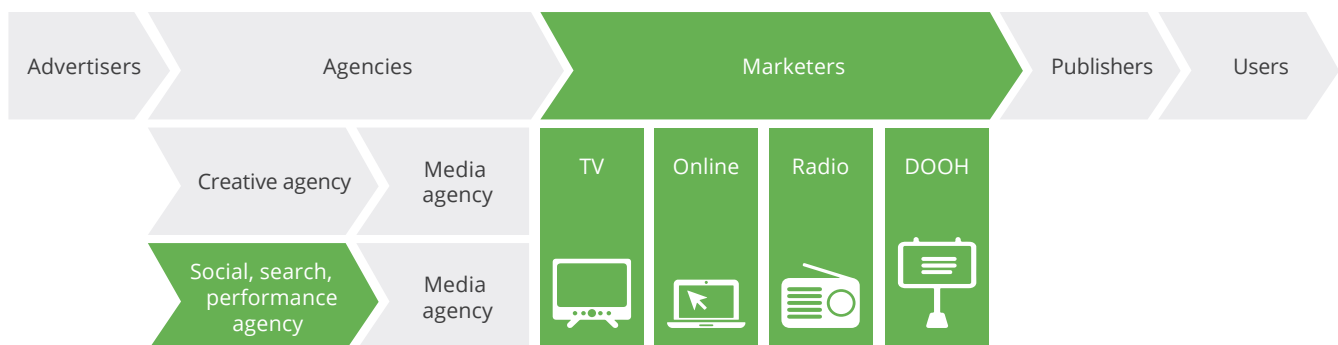 Advertisers
Agencies
Marketers
Publishers
Users
Creative agency
Media
agency
TV
Online
Radio
DOOH
Social, search,
performance
agency
Media
agency